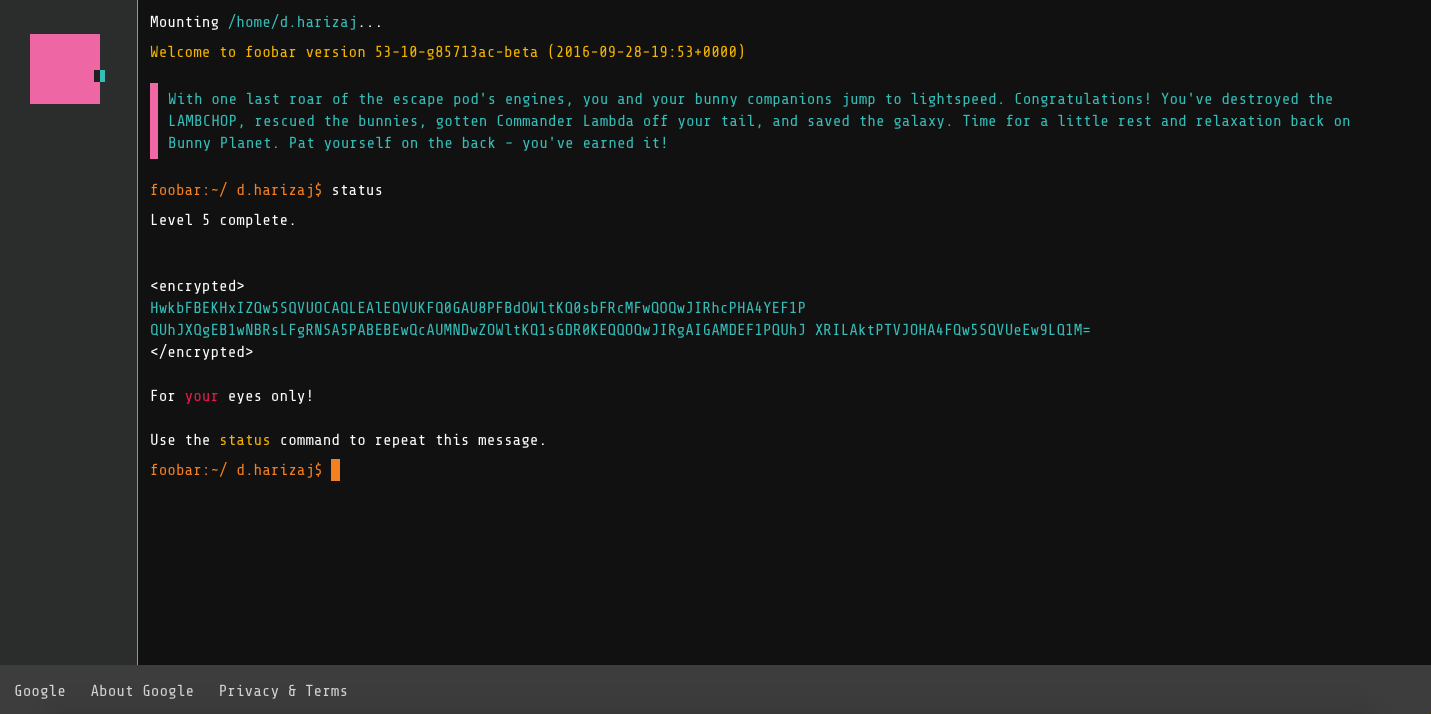 Mounting /home/d.harizaj...
Welcome to foobar version 53-10-g85713ac-beta (2016-09-28-19:53+0000)
With one last roar of the escape pod's engines, you and your bunny companions jump to lightspeed. Congratulations! You've destroyed the
LAMBCHOP, rescued the bunnies, gotten Commander Lambda off your tail, and saved the galaxy. Time for a little rest and relaxation back on
Bunny Planet. Pat yourself on the back - you've earned it!
foobar:~/ d.harizaj$ status
Level 5 complete.
<encrypted>
HwkbFBEKHxIZQw5SQVUOCAQLEAlEQVUKFQ0GAU8PFBdOWltKQ0sbFRcMFwQOQwJIRhcPHA4YEF1P
QUhJXQgEB1wNBRsLFgRNSA5PABEBEwQcAUMNDwZOWltKQ1sGDR0KEQQOQwJIRgAIGAMDEF1PQUhJ XRILAktPTVJOHA4FQw5SQVUeEw9LQ1M=
</encrypted>
For your eyes only!
Use the status command to repeat this message.
foobar:~/ d.harizaj$
Google About Google Privacy & Terms